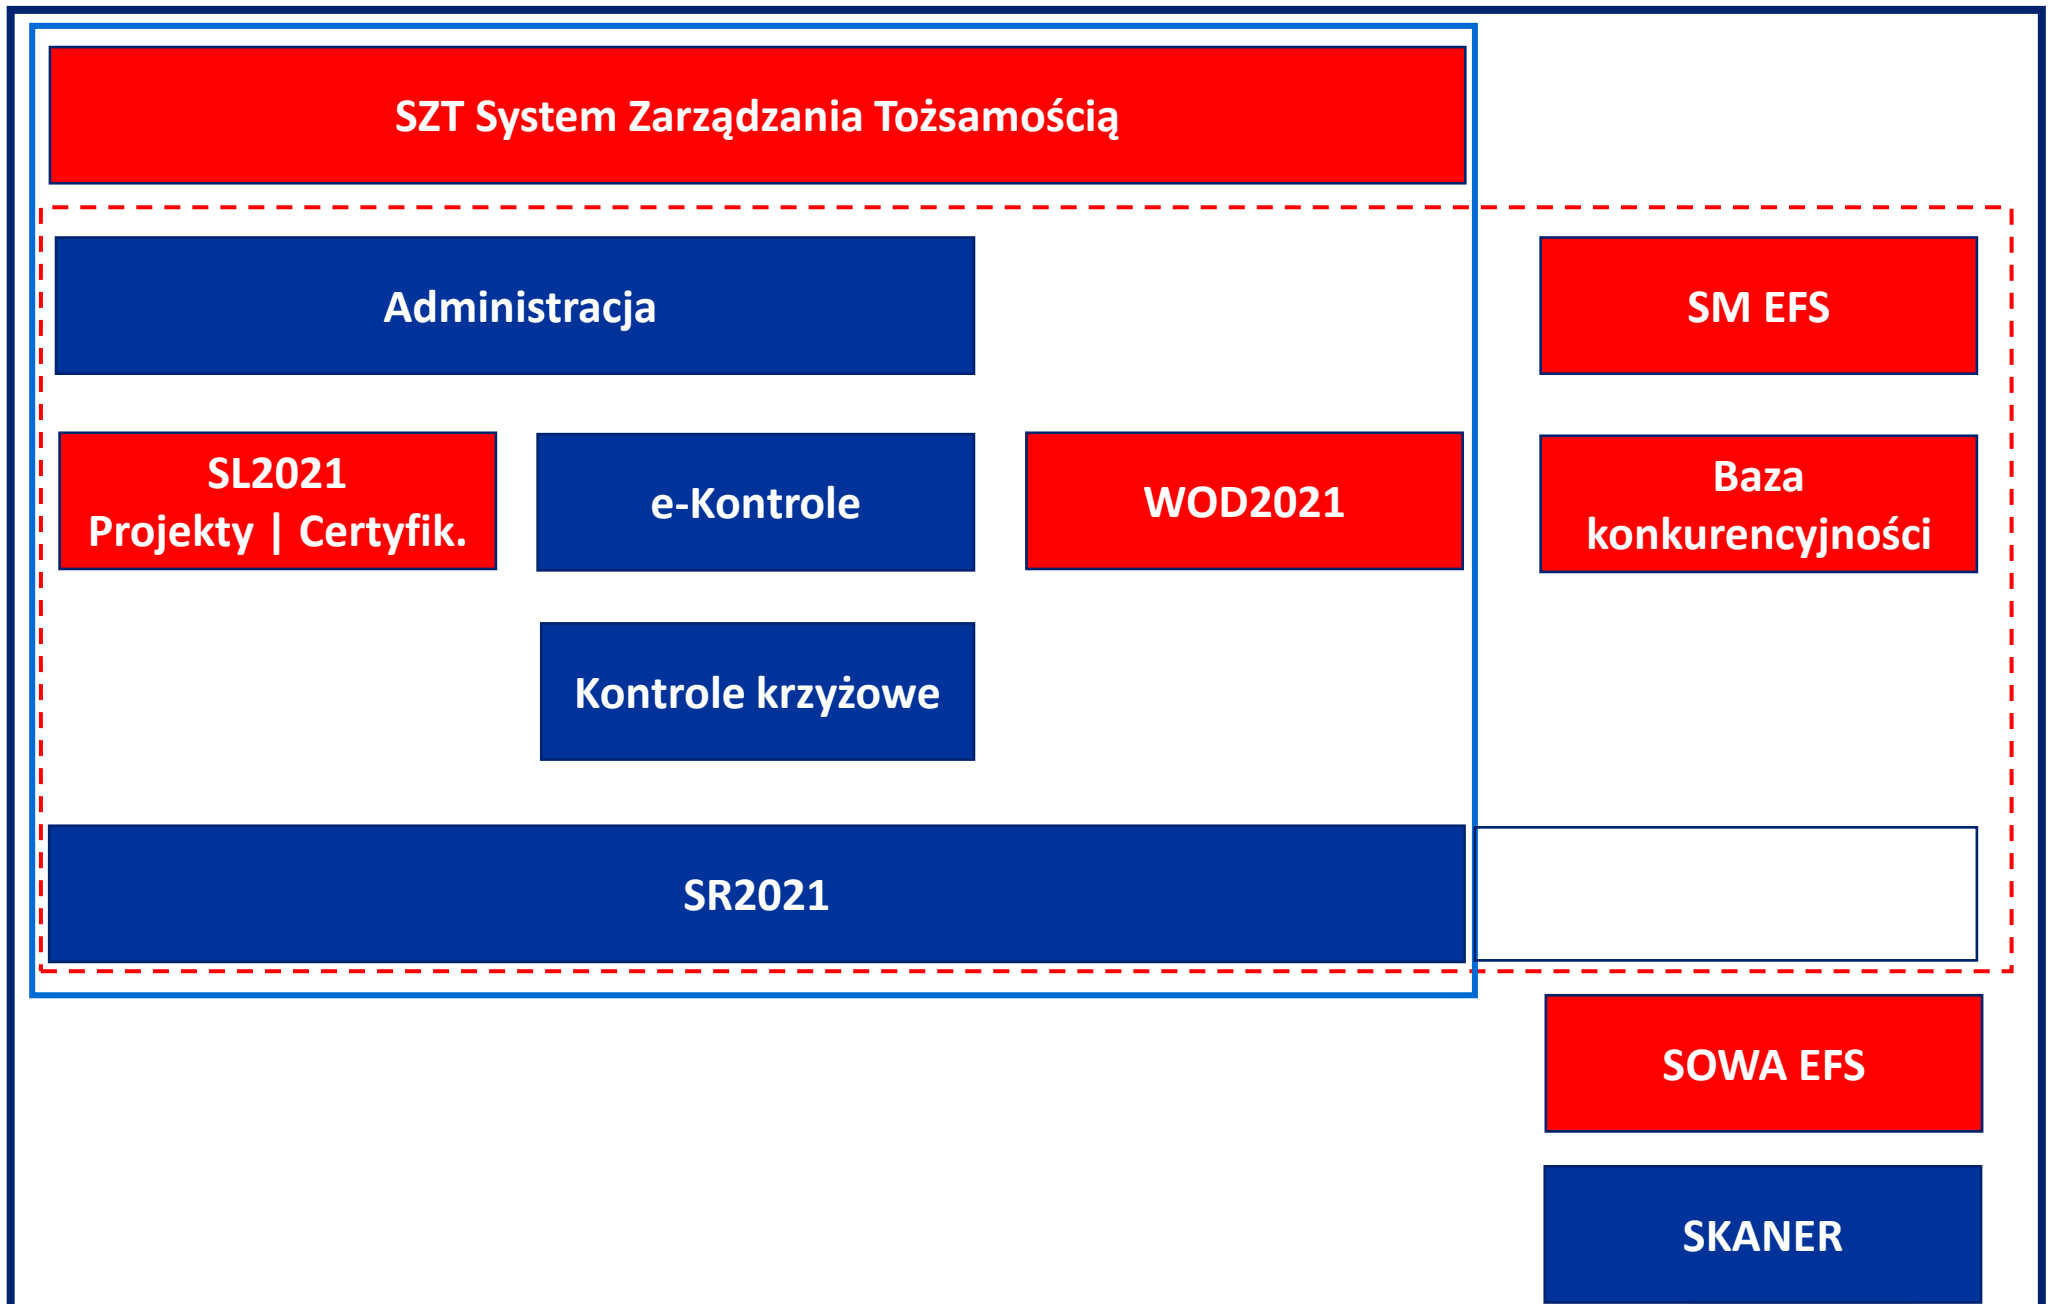 SZT System Zarządzania Tożsamością
Administracja
SM EFS
SL2021
Projekty | Certyfik.
e-Kontrole
WOD2021
Baza
konkurencyjności
Kontrole krzyżowe
SR2021
SOWA EFS
SKANER